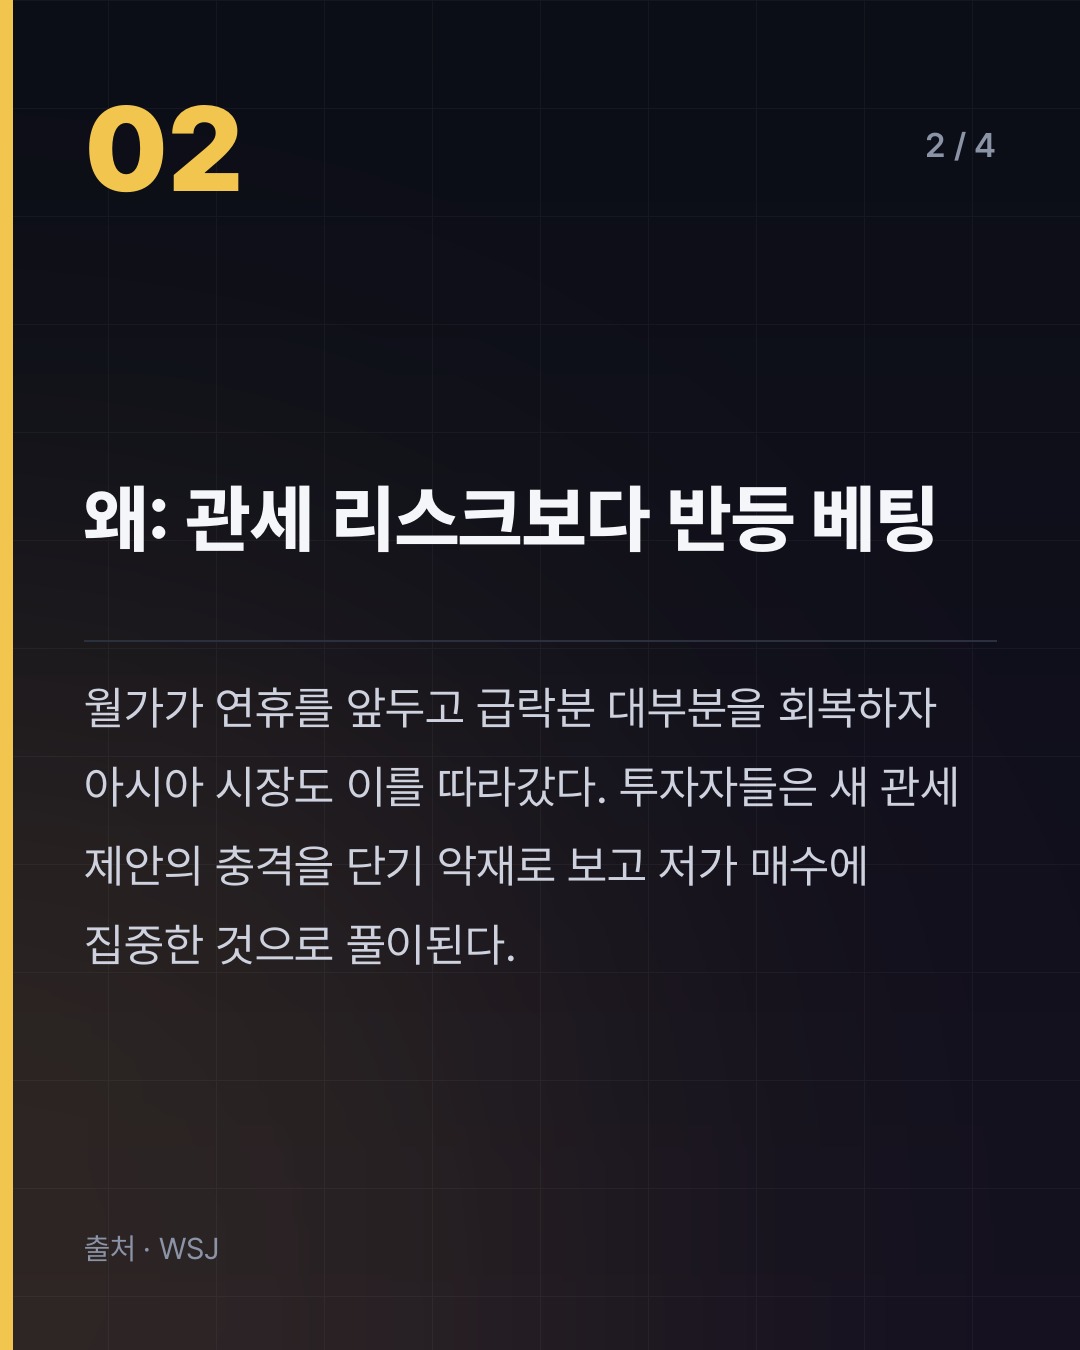 02
2 / 4
왜: 관세 리스크보다 반등 베팅
월가가 연휴를 앞두고 급락분 대부분을 회복하자
아시아 시장도 이를 따라갔다. 투자자들은 새 관세
제안의 충격을 단기 악재로 보고 저가 매수에
집중한 것으로 풀이된다.
출처 · WSJ